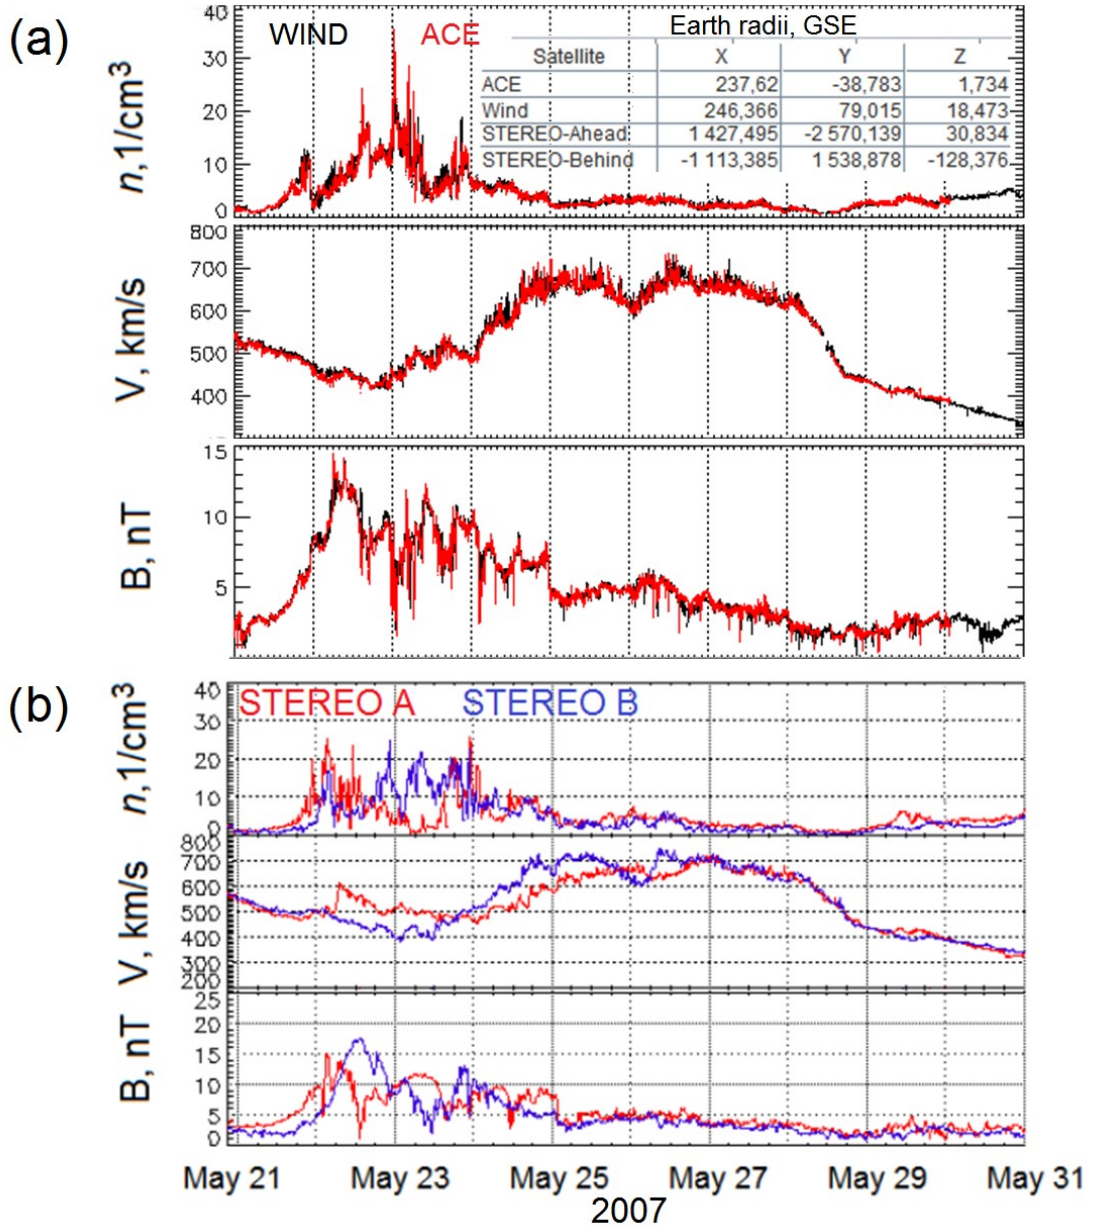 (a)
WIND ACE
Earth radii, GSE
Satellite X Y Z
ACE 237,62 -38,783 1,734
Wind 246,366 79,015 18,473
STEREO-Ahead 1 427,495 -2 570,139 30,834
STEREO-Behind -1 113,385 1 538,878 -128,376
n,1/cm³
40
30
20
10
0
V, km/s
800
700
600
500
400
B, nT
15
10
5
(b)
STEREO A STEREO B
n,1/cm³
40
30
20
10
0
V, km/s
800
700
600
500
400
300
200
B, nT
25
20
15
10
5
0
May 21 May 23 May 25 May 27 May 29 May 31
2007